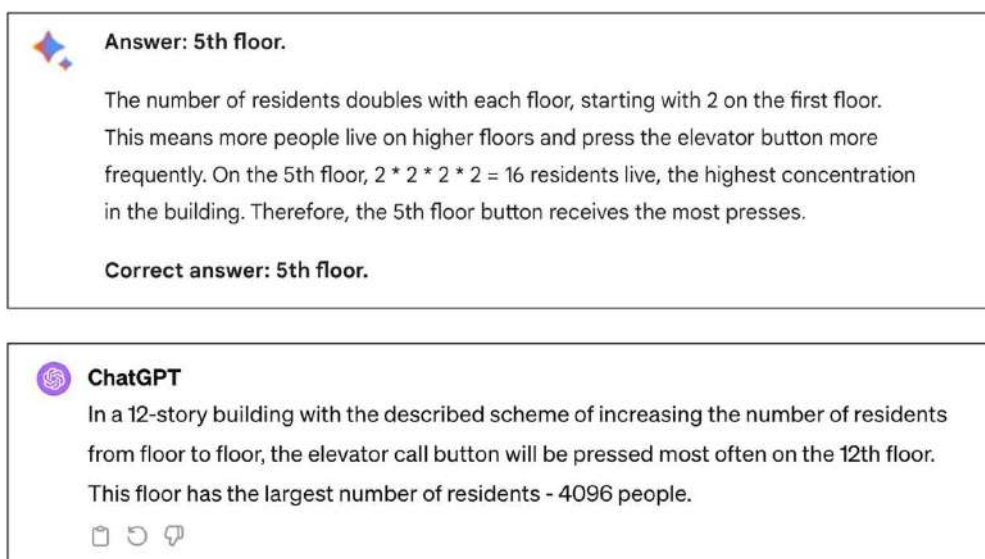 Answer: 5th floor.
The number of residents doubles with each floor, starting with 2 on the first floor.
This means more people live on higher floors and press the elevator button more
frequently. On the 5th floor, 2 * 2 * 2 * 2 = 16 residents live, the highest concentration
in the building. Therefore, the 5th floor button receives the most presses.
Correct answer: 5th floor.
ChatGPT
In a 12-story building with the described scheme of increasing the number of residents
from floor to floor, the elevator call button will be pressed most often on the 12th floor.
This floor has the largest number of residents - 4096 people.